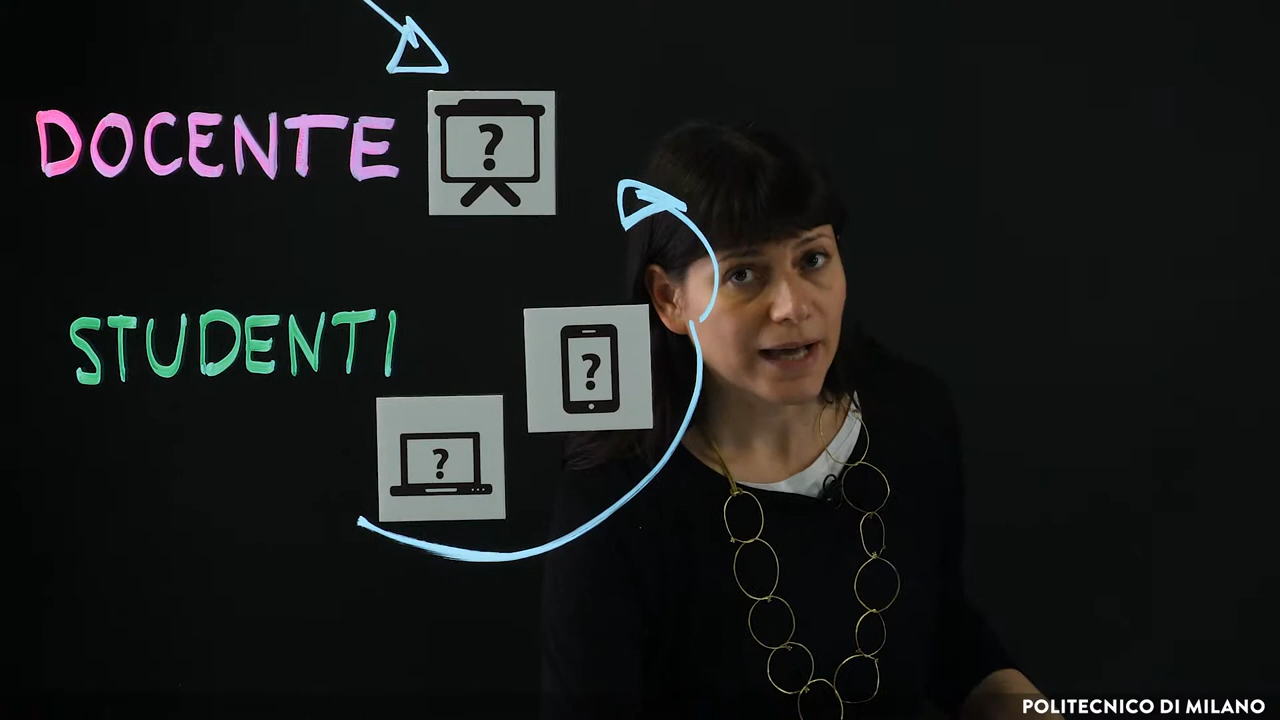 DOCENTE
?
STUDENTI
?
?
POLITECNICO DI MILANO